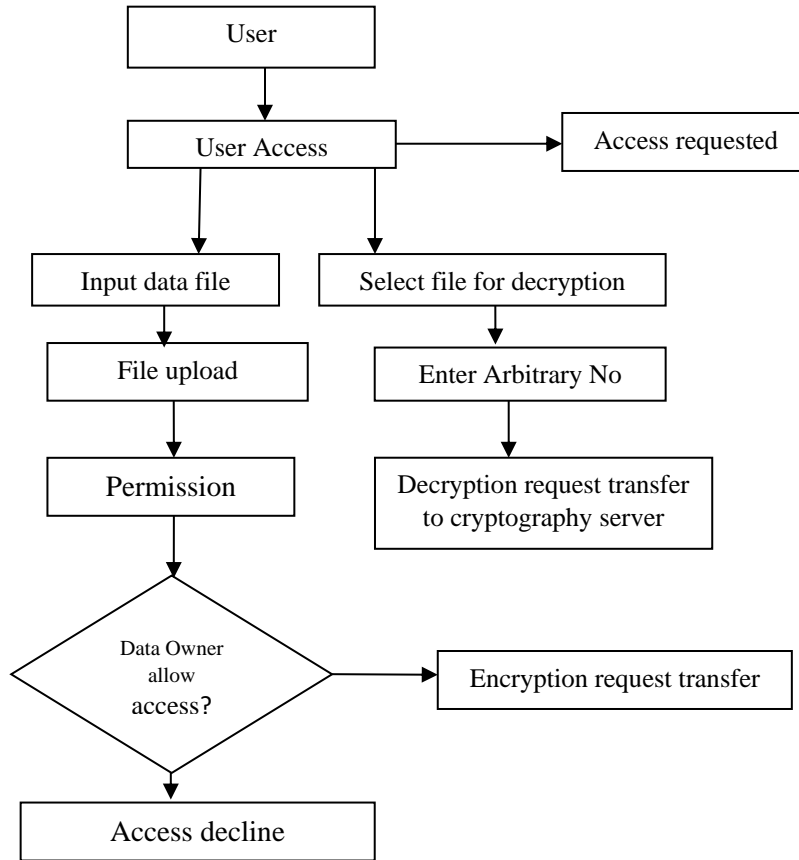 User
User Access
Access requested
Input data file
Select file for decryption
File upload
Enter Arbitrary No
Permission
Decryption request transfer
to cryptography server
Data Owner
allow
access?
Encryption request transfer
Access decline